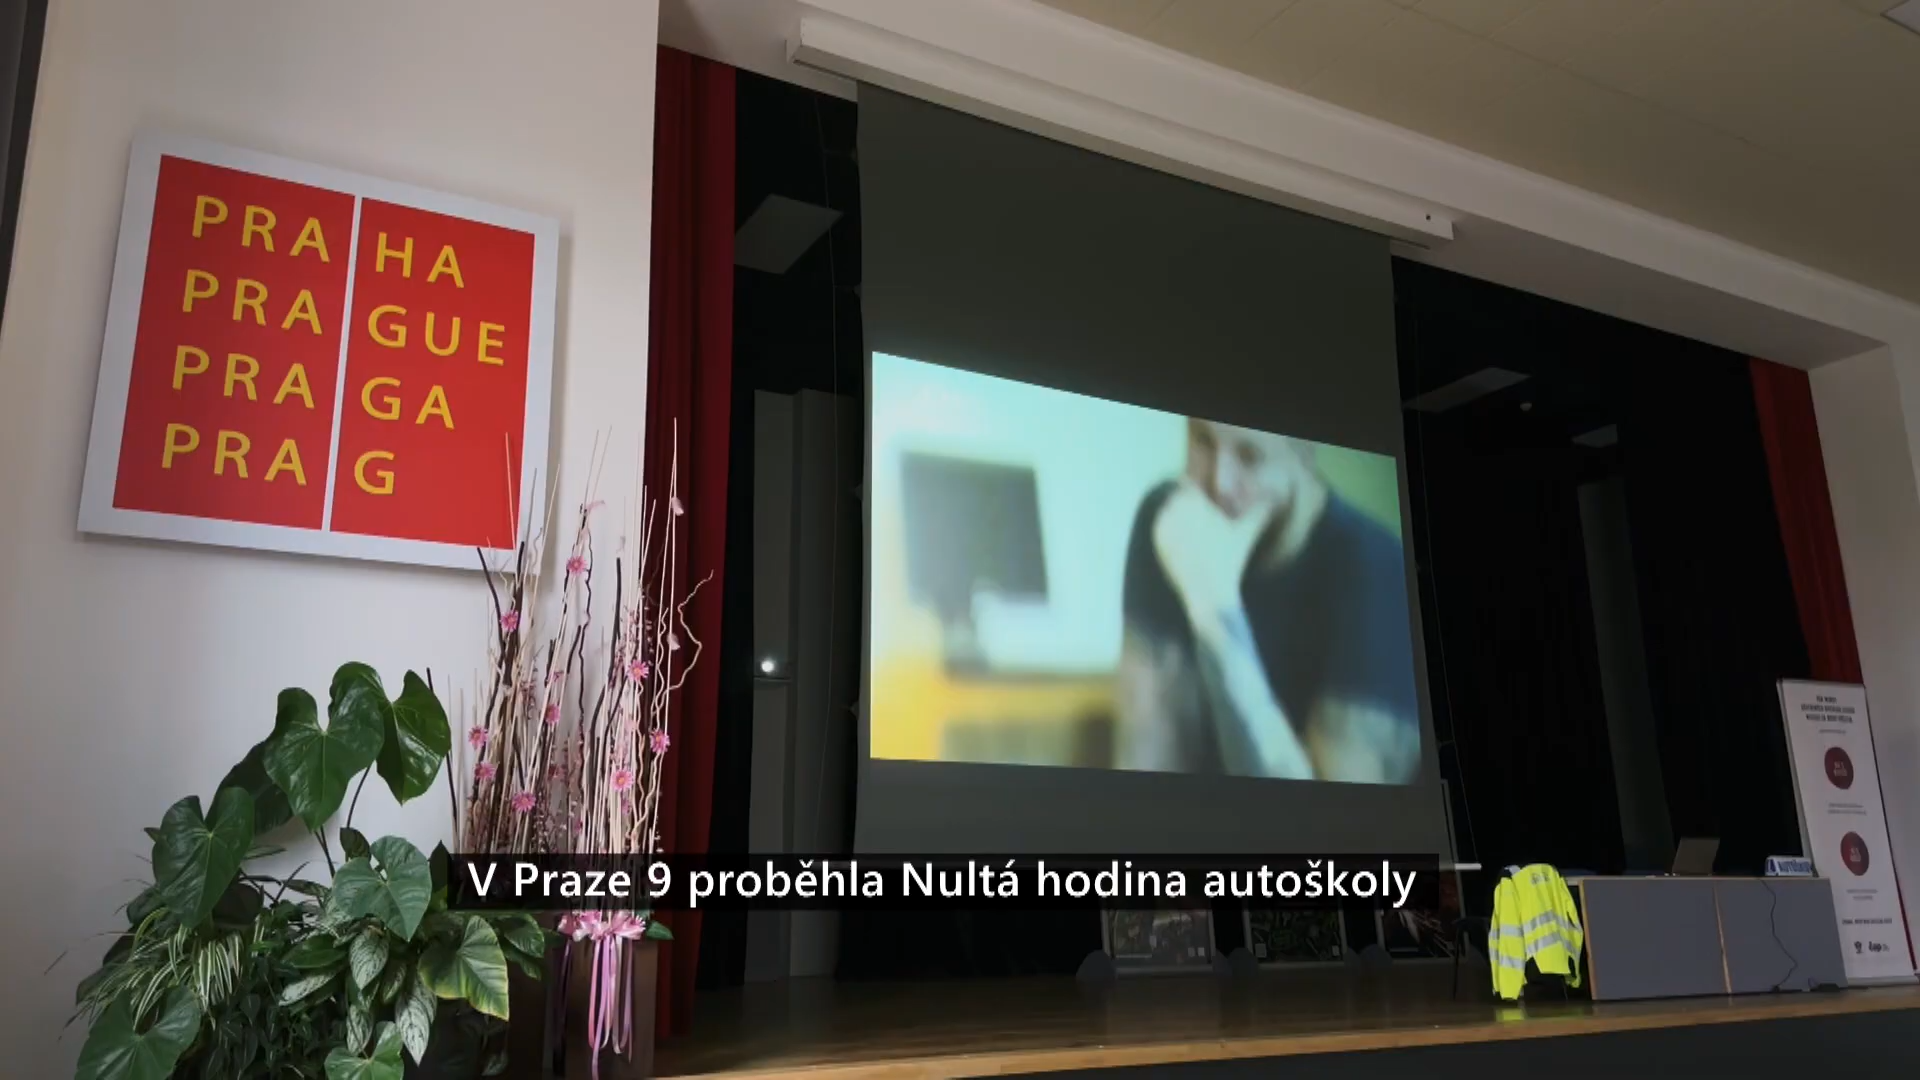 PRA HA
PRA GUE
PRA GA
PRA G
V Praze 9 proběhla Nultá hodina autoškoly